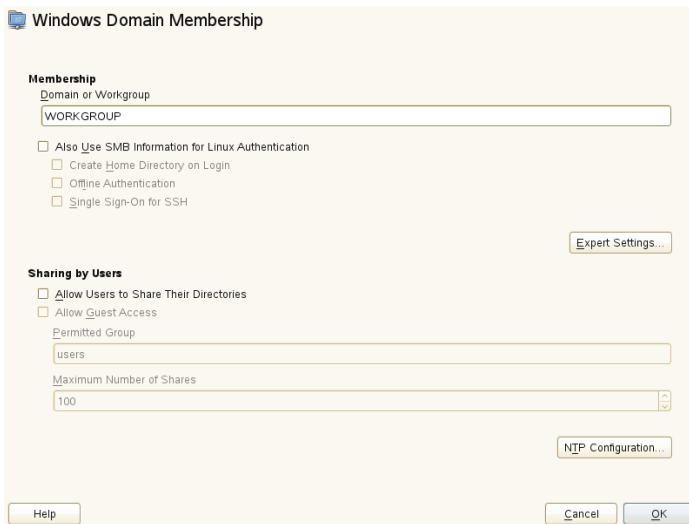 Windows Domain Membership
Membership
Domain or Workgroup
WORKGROUP
Also Use SMB Information for Linux Authentication
Create Home Directory on Login
Offline Authentication
Single Sign-On for SSH
Expert Settings...
Sharing by Users
Allow Users to Share Their Directories
Allow Guest Access
Permitted Group
users
Maximum Number of Shares
100
NTP Configuration...
Help
Cancel
OK